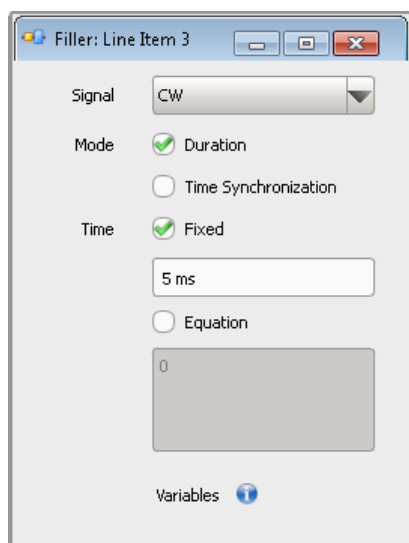 Filler: Line Item 3
Signal CW
Mode Duration
Time Synchronization
Time Fixed
5 ms
Equation
0
Variables